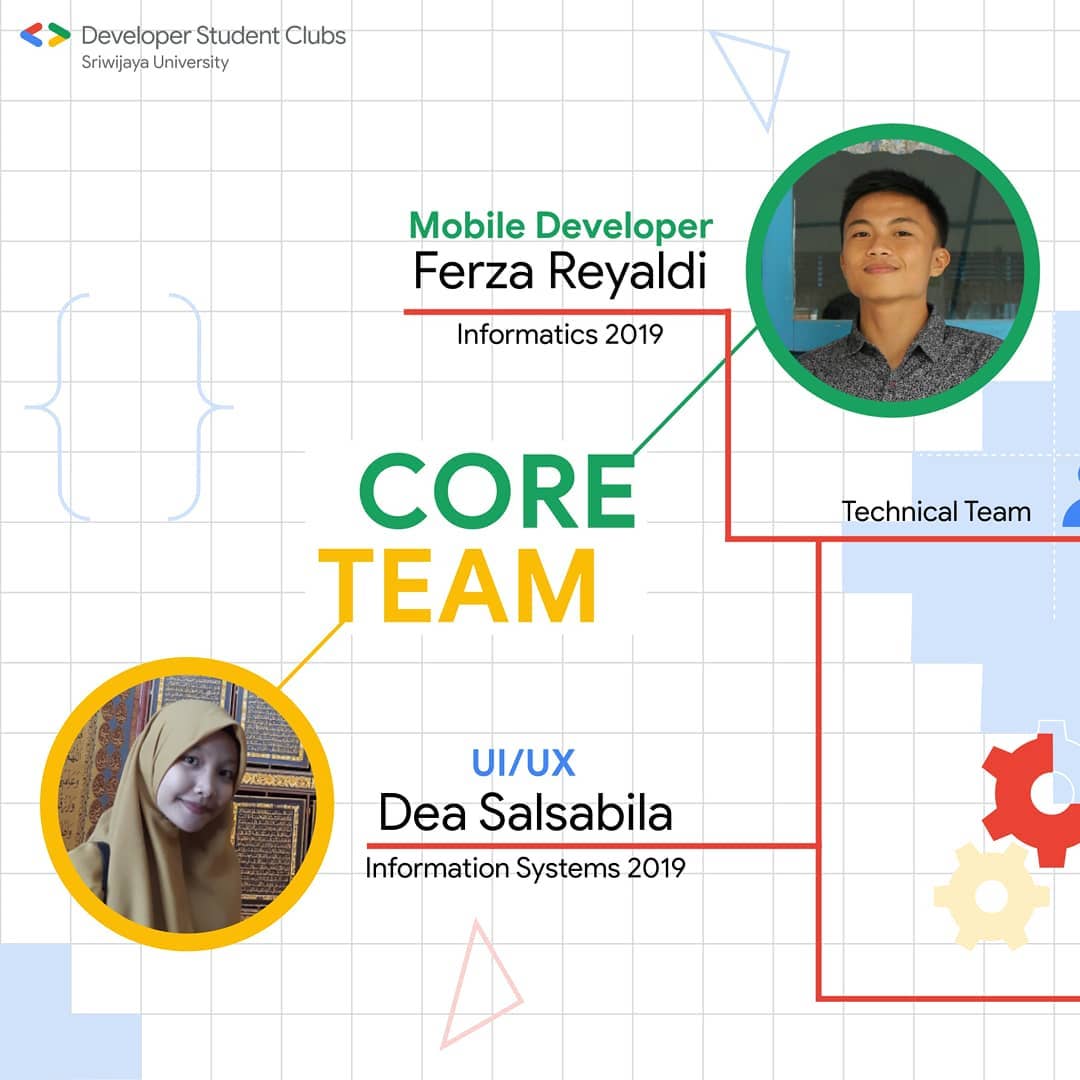 Developer Student Clubs
Sriwijaya University
Mobile Developer
Ferza Reyaldi
Informatics 2019
CORE
TEAM
Technical Team
UI/UX
Dea Salsabila
Information Systems 2019